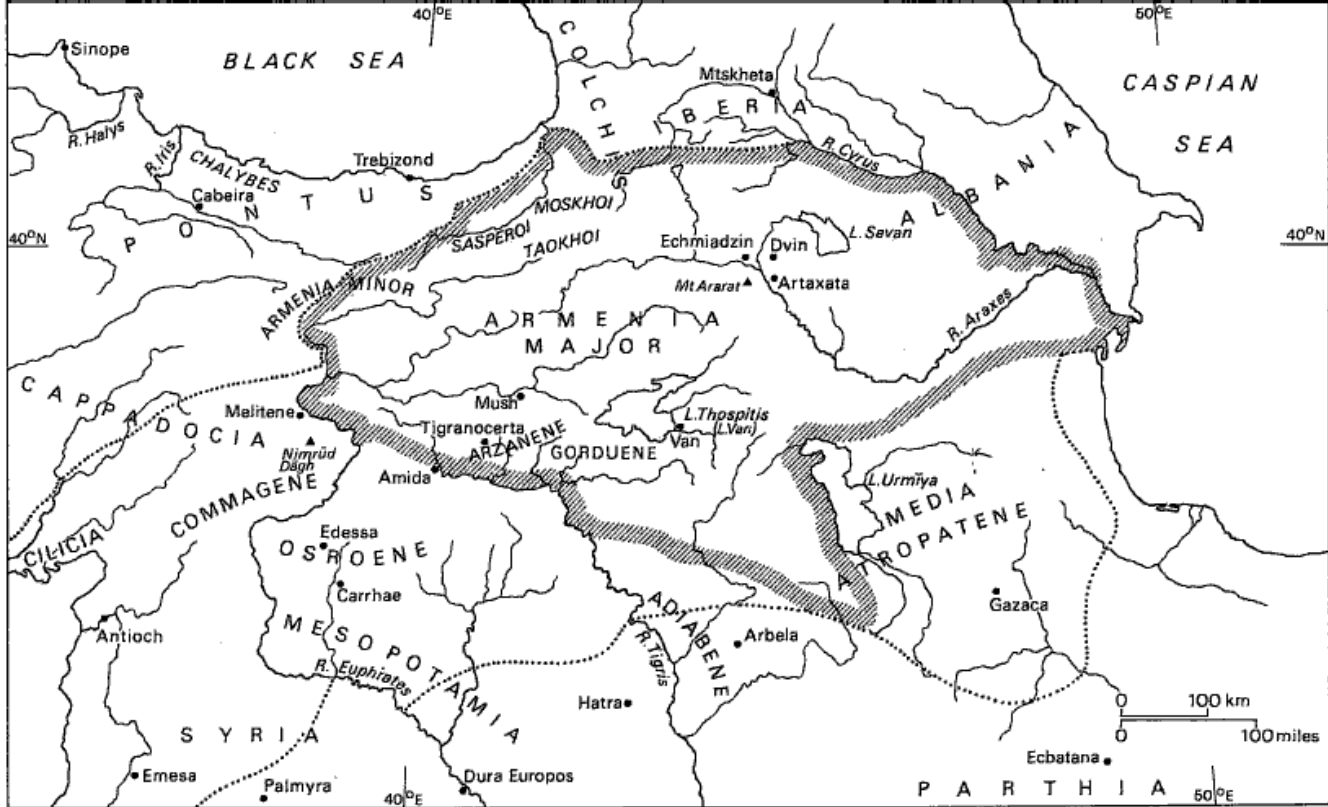 40°E
50°E
Sinope
BLACK SEA
COLCHIS
Mtskheta
IBERIA
CASPIAN
SEA
R. Halys
R. Iris
CHALYBES
Trebizond
R. Cyrus
ALBANIA
Cabeira
PONTUS
MOSKHOI
SASPEROI
TAOKHOI
40°N
40°N
L. Sevan
Echmiadzin
Dvin
Mt Ararat
Artaxata
ARMENIA MINOR
ARMENIA
MAJOR
R. Araxes
CAPPADOCIA
Melitene
Mush
L. Thospitis
(L. Van)
Van
Tigranocerta
ARZANENE
GORDUENE
Nimrūd
Dāgh
Amida
L. Urmīya
COMMAGENE
MEDIA
ATROPATENE
CILICIA
Edessa
OSROENE
Carrhae
Gazaca
Antioch
MESOPOTAMIA
ADIABENE
Arbela
R. Euphrates
R. Tigris
Hatra
0 100 km
0 100 miles
SYRIA
Emesa
Palmyra
Dura Europos
Ecbatana
PARTHIA
40°E
50°E